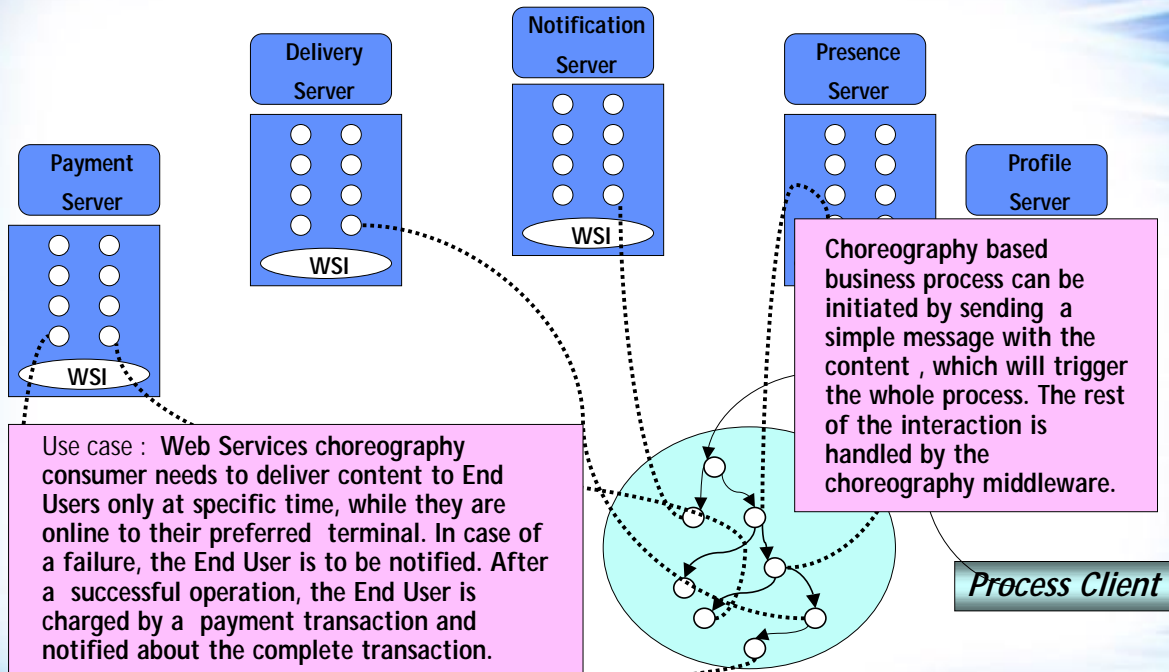 Notification
Server
Delivery
Server
Presence
Server
Payment
Server
Profile
Server
WSI
WSI
WSI
Choreography based
business process can be
initiated by sending a
simple message with the
content , which will trigger
the whole process. The rest
of the interaction is
handled by the
choreography middleware.
Use case : Web Services choreography
consumer needs to deliver content to End
Users only at specific time, while they are
online to their preferred terminal. In case of
a failure, the End User is to be notified. After
a successful operation, the End User is
charged by a payment transaction and
notified about the complete transaction.
Process Client